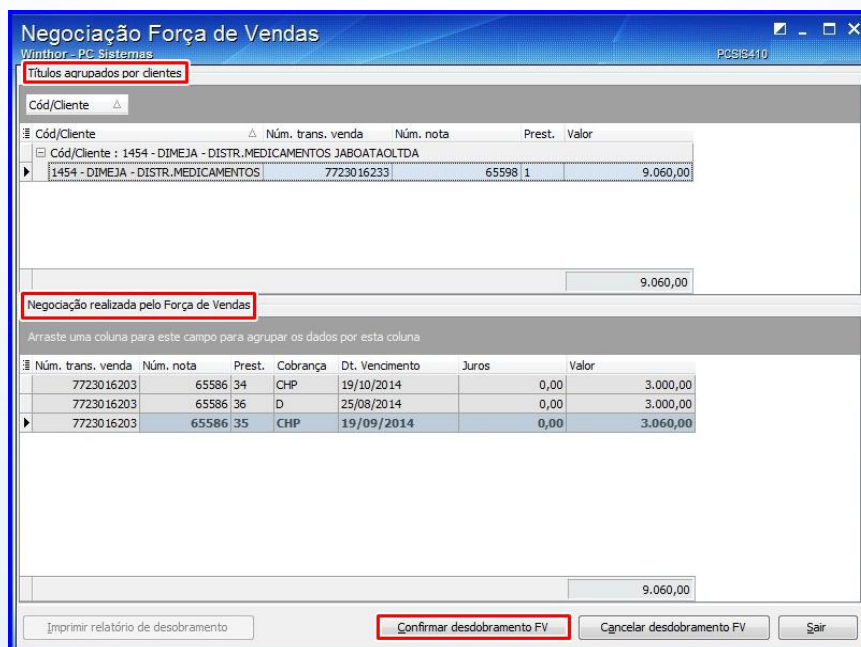 Negociação Força de Vendas
Winthor - PC Sistemas PCSIS410
Títulos agrupados por clientes
Cód/Cliente
Cód/Cliente Núm. trans. venda Núm. nota Prest. Valor
Cód/Cliente : 1454 - DIMEJA - DISTR.MEDICAMENTOS JABOATAOLTDA
1454 - DIMEJA - DISTR.MEDICAMENTOS 7723016233 65598 1 9.060,00
9.060,00
Negociação realizada pelo Força de Vendas
Arraste uma coluna para este campo para agrupar os dados por esta coluna
Núm. trans. venda Núm. nota Prest. Cobrança Dt. Vencimento Juros Valor
7723016203 65586 34 CHP 19/10/2014 0,00 3.000,00
7723016203 65586 36 D 25/08/2014 0,00 3.000,00
7723016203 65586 35 CHP 19/09/2014 0,00 3.060,00
9.060,00
Imprimir relatório de desobramento Confirmar desdobramento FV Cancelar desdobramento FV Sair